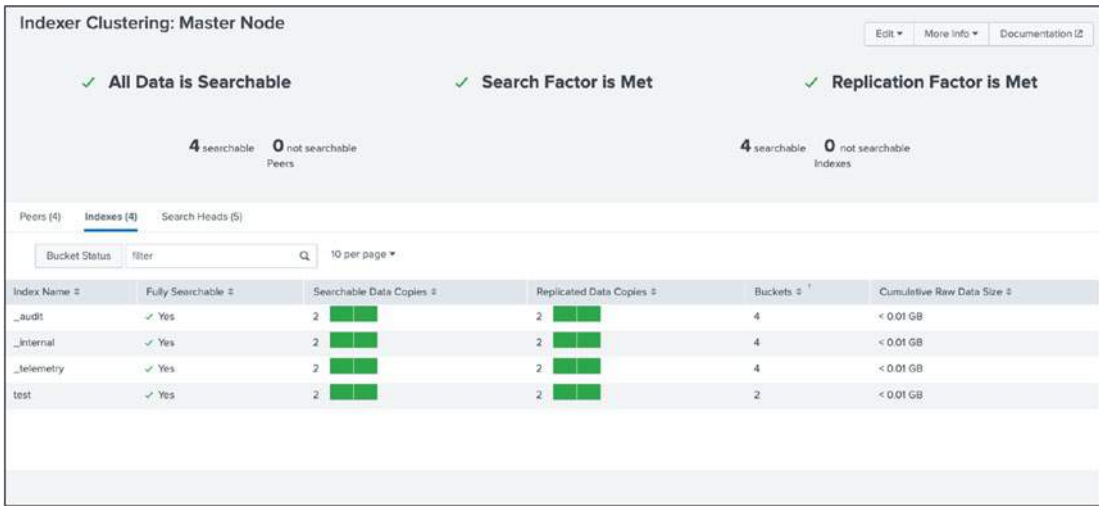 Indexer Clustering: Master Node
Edit More Info Documentation
All Data is Searchable Search Factor is Met Replication Factor is Met
4 searchable 0 not searchable 4 searchable 0 not searchable
Peers Indexes
Peers (4) Indexes (4) Search Heads (5)
Bucket Status filter 10 per page
Index Name Fully Searchable Searchable Data Copies Replicated Data Copies Buckets Cumulative Raw Data Size
_audit Yes 2 2 4 < 0.01 GB
_internal Yes 2 2 4 < 0.01 GB
_telemetry Yes 2 2 4 < 0.01 GB
test Yes 2 2 2 < 0.01 GB